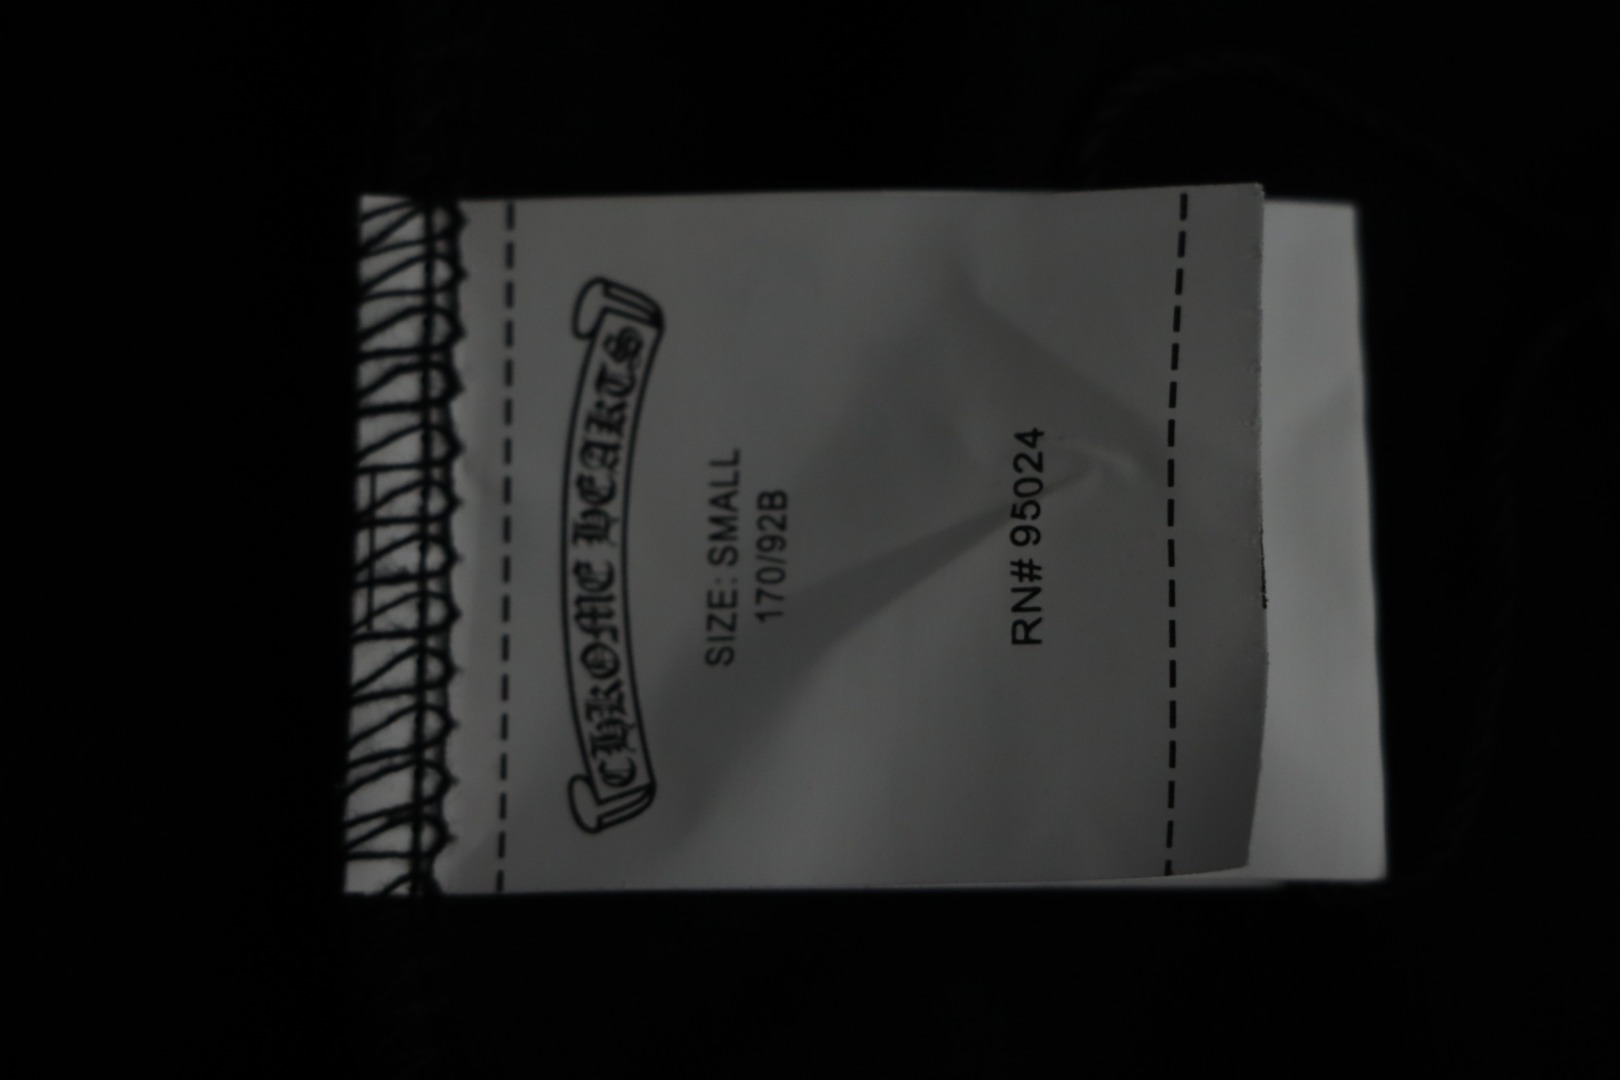 CHROME HEARTS
SIZE: SMALL
170/92B
RN# 95024